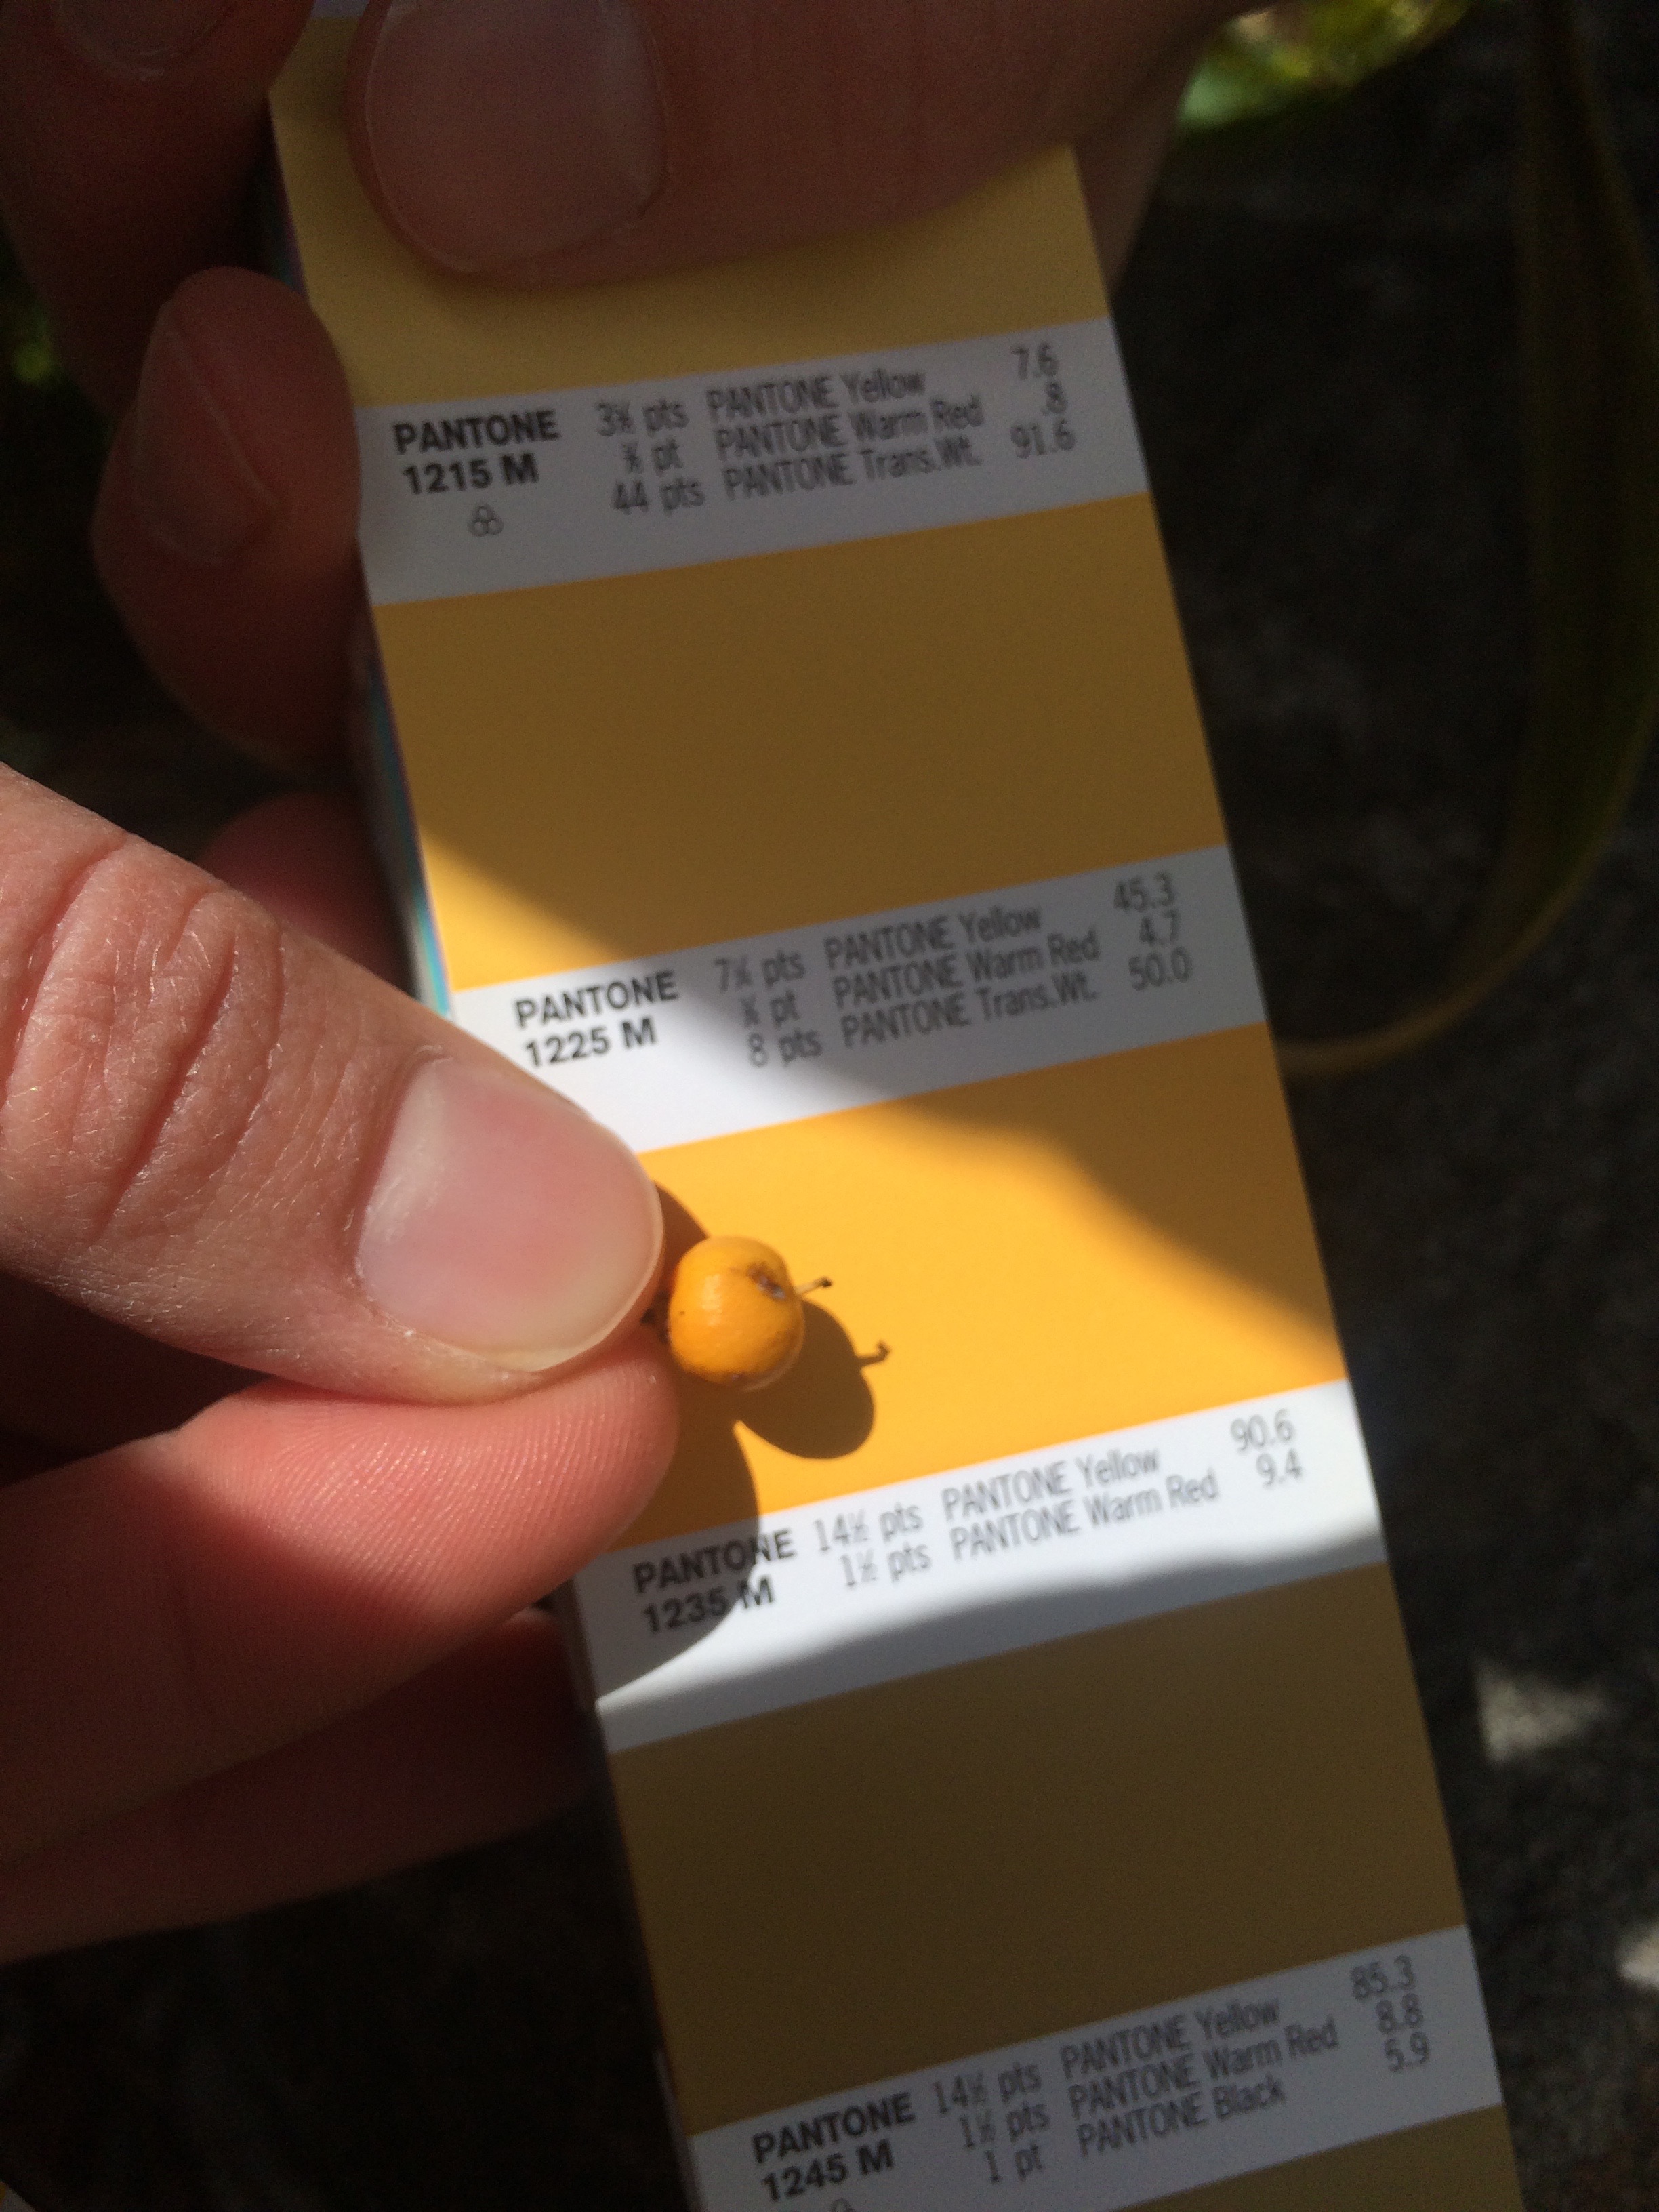 PANTONE 3¾ pts PANTONE Yellow 7.6
1215 M pt PANTONE Warm Red .8
44 pts PANTONE Trans.Wt. 91.6
PANTONE 7¼ pts PANTONE Yellow 45.3
1225 M ¾ pt PANTONE Warm Red 4.7
8 pts PANTONE Trans.Wt. 50.0
PANTONE 14½ pts PANTONE Yellow 90.6
1235 M 1½ pts PANTONE Warm Red 9.4
PANTONE 14½ pts PANTONE Yellow 85.3
1245 M 1½ pts PANTONE Warm Red 8.8
1 pt PANTONE Black 5.9